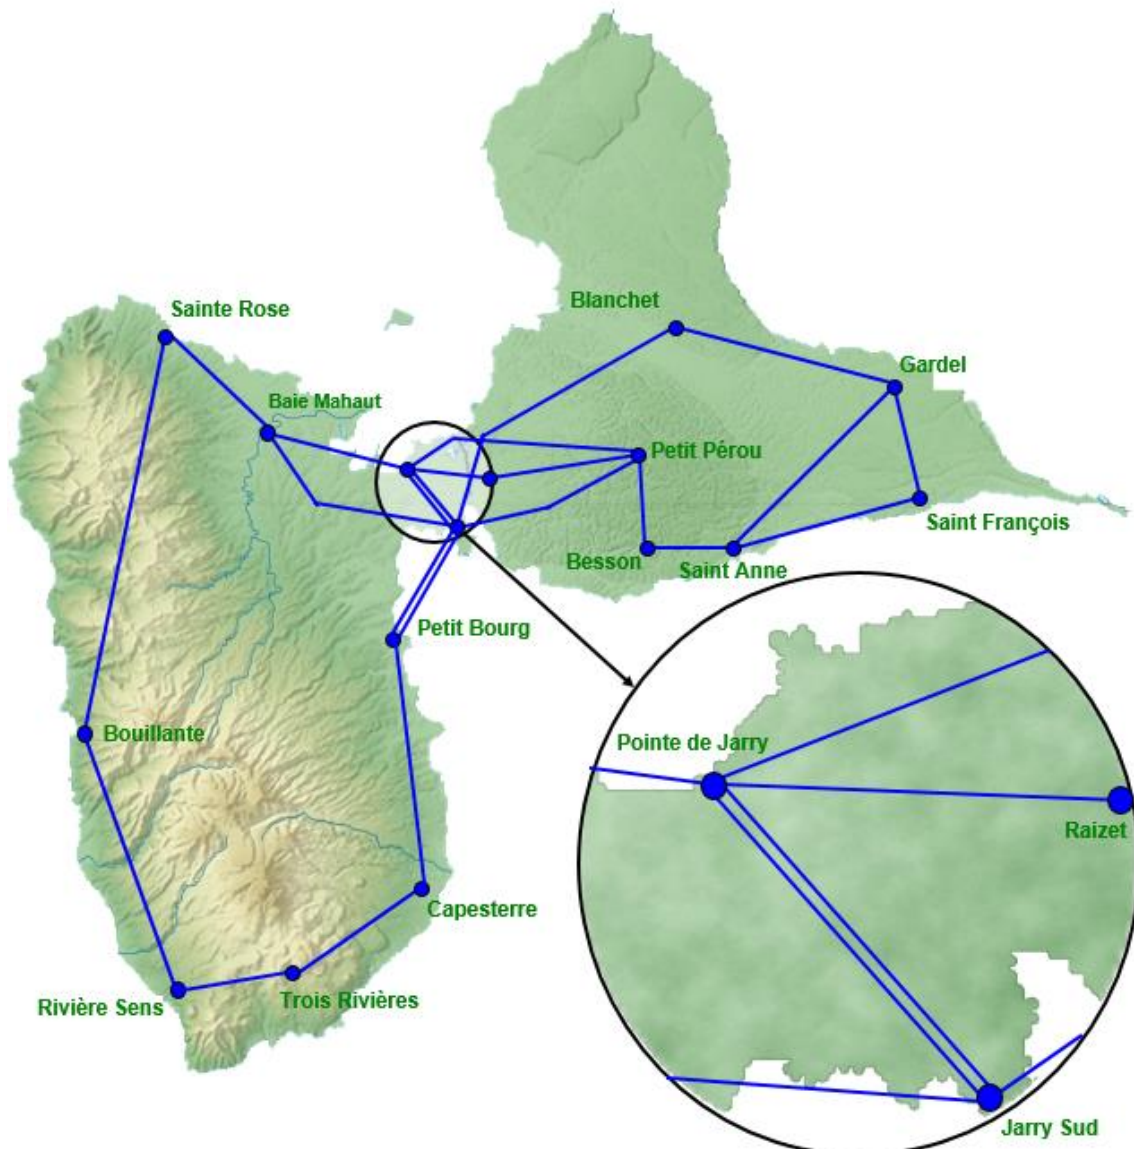 Sainte Rose
Blanchet
Gardel
Baie Mahaut
Petit Pérou
Saint François
Besson
Saint Anne
Petit Bourg
Bouillante
Pointe de Jarry
Raizet
Capesterre
Trois Rivières
Rivière Sens
Jarry Sud